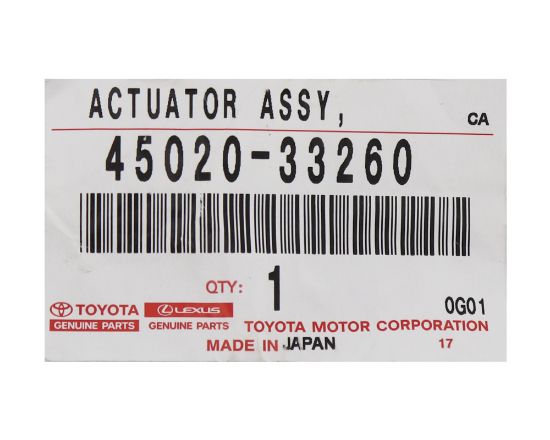 ACTUATOR ASSY,
CA
45020-33260
QTY: 1
0G01
TOYOTA LEXUS
GENUINE PARTS GENUINE PARTS TOYOTA MOTOR CORPORATION
MADE IN JAPAN 17